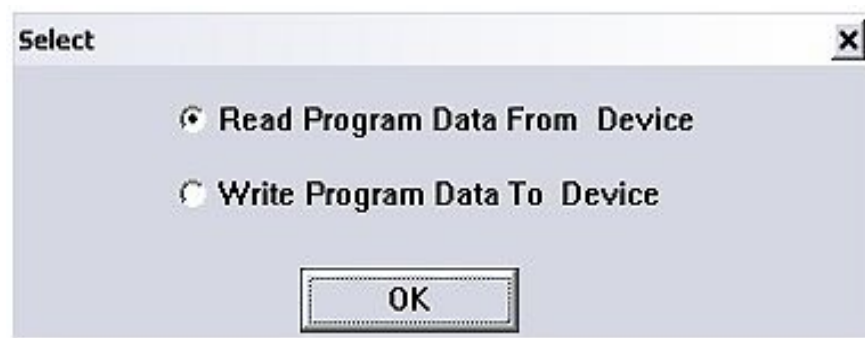 Select
Read Program Data From Device
Write Program Data To Device
OK